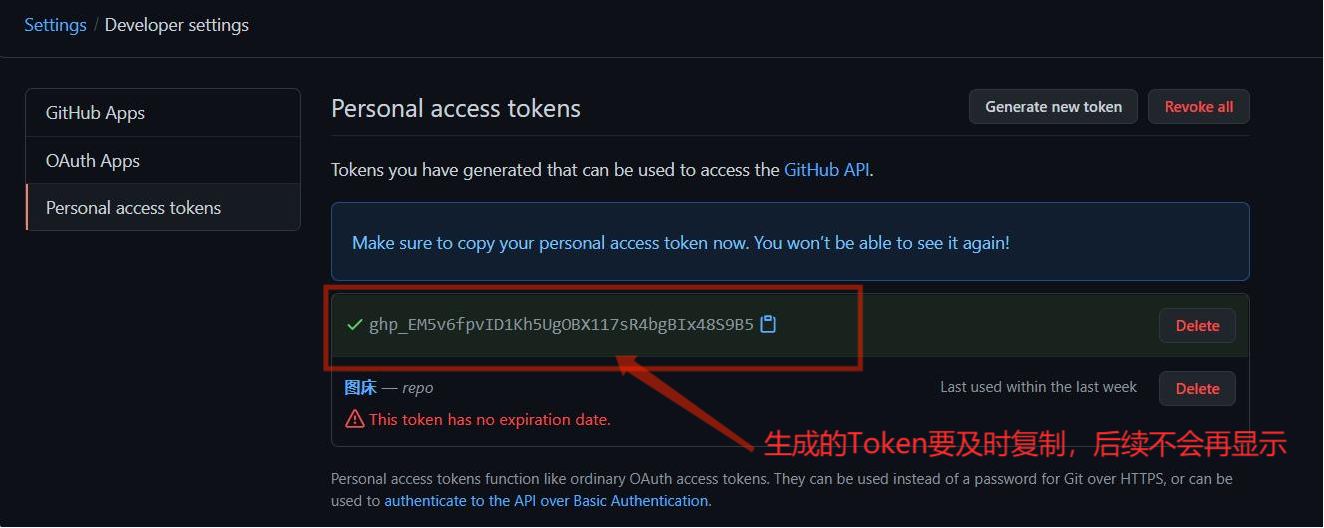 Settings / Developer settings
GitHub Apps
OAuth Apps
Personal access tokens
Personal access tokens
Generate new token
Revoke all
Tokens you have generated that can be used to access the GitHub API.
Make sure to copy your personal access token now. You won't be able to see it again!
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
Delete
图床 — repo
Last used within the last week
Delete
This token has no expiration date.
生成的Token要及时复制，后续不会再显示
Personal access tokens function like ordinary OAuth access tokens. They can be used instead of a password for Git over HTTPS, or can be
used to authenticate to the API over Basic Authentication.